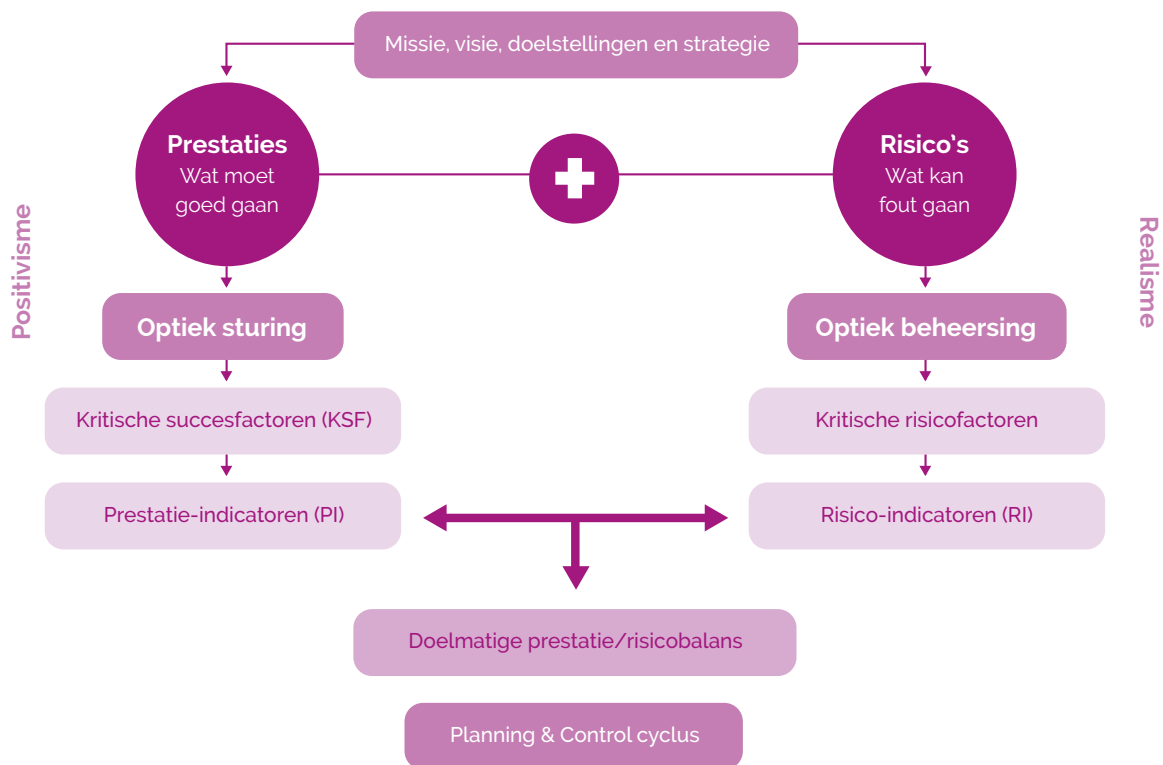 Missie, visie, doelstellingen en strategie
Prestaties
Wat moet
goed gaan
Risico's
Wat kan
fout gaan
Positivisme
Realisme
Optiek sturing
Optiek beheersing
Kritische succesfactoren (KSF)
Kritische risicofactoren
Prestatie-indicatoren (PI)
Risico-indicatoren (RI)
Doelmatige prestatie/risicobalans
Planning & Control cyclus